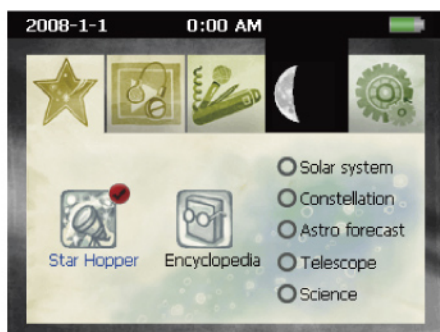 2008-1-1 0:00 AM
Solar system
Constellation
Astro forecast
Telescope
Science
Star Hopper Encyclopedia